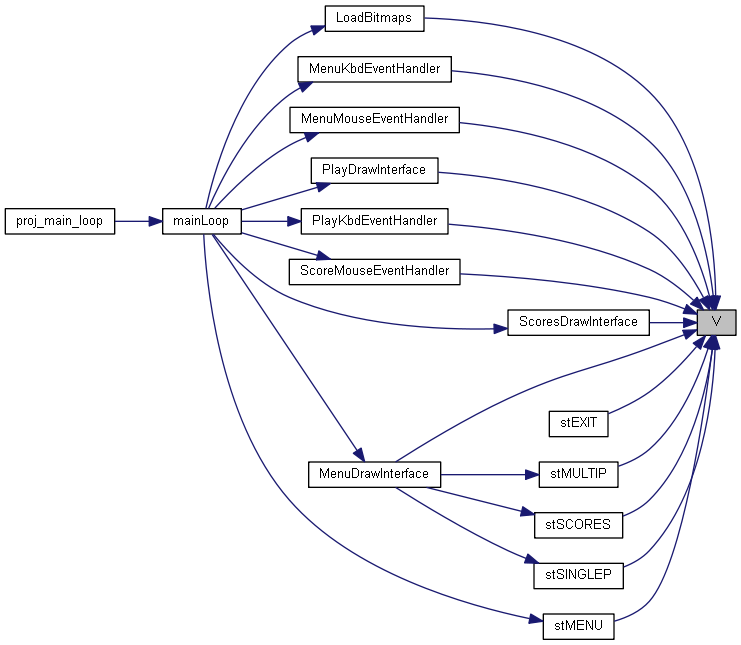 LoadBitmaps
MenuKbdEventHandler
MenuMouseEventHandler
PlayDrawInterface
proj_main_loop
mainLoop
PlayKbdEventHandler
ScoreMouseEventHandler
ScoresDrawInterface
V
stEXIT
MenuDrawInterface
stMULTIP
stSCORES
stSINGLEP
stMENU